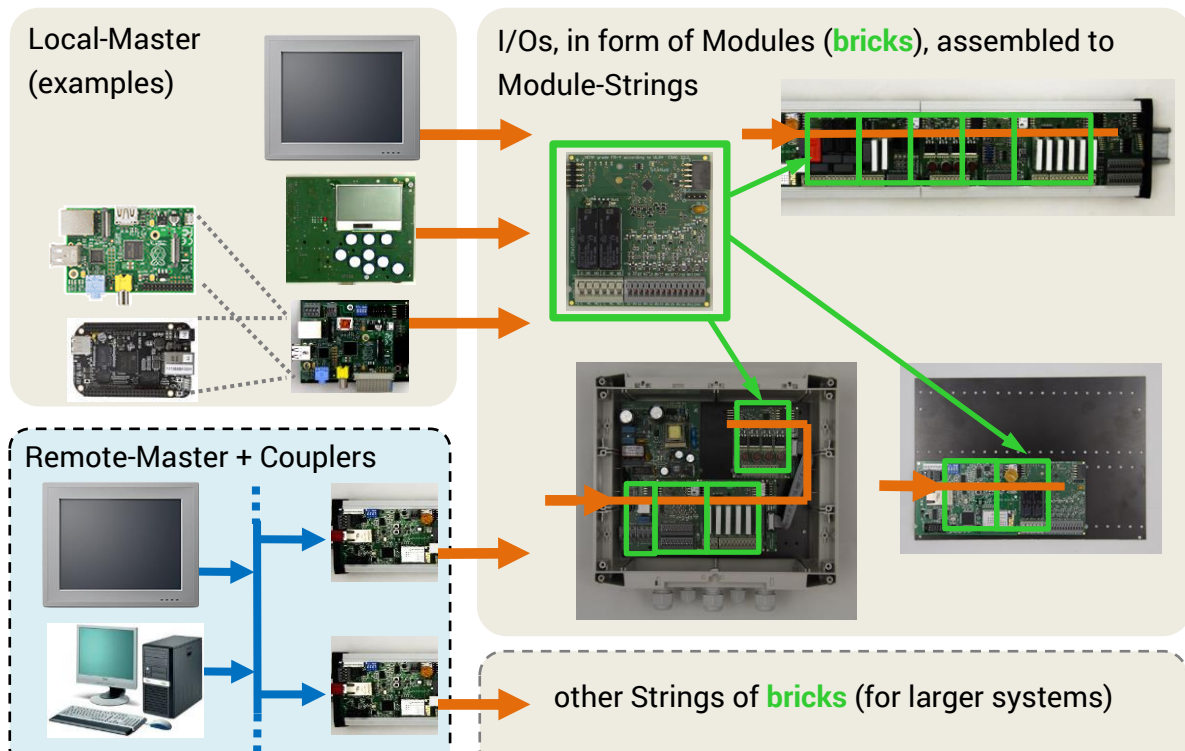 Local-Master
(examples)
I/Os, in form of Modules (bricks), assembled to
Module-Strings
Remote-Master + Couplers
other Strings of bricks (for larger systems)